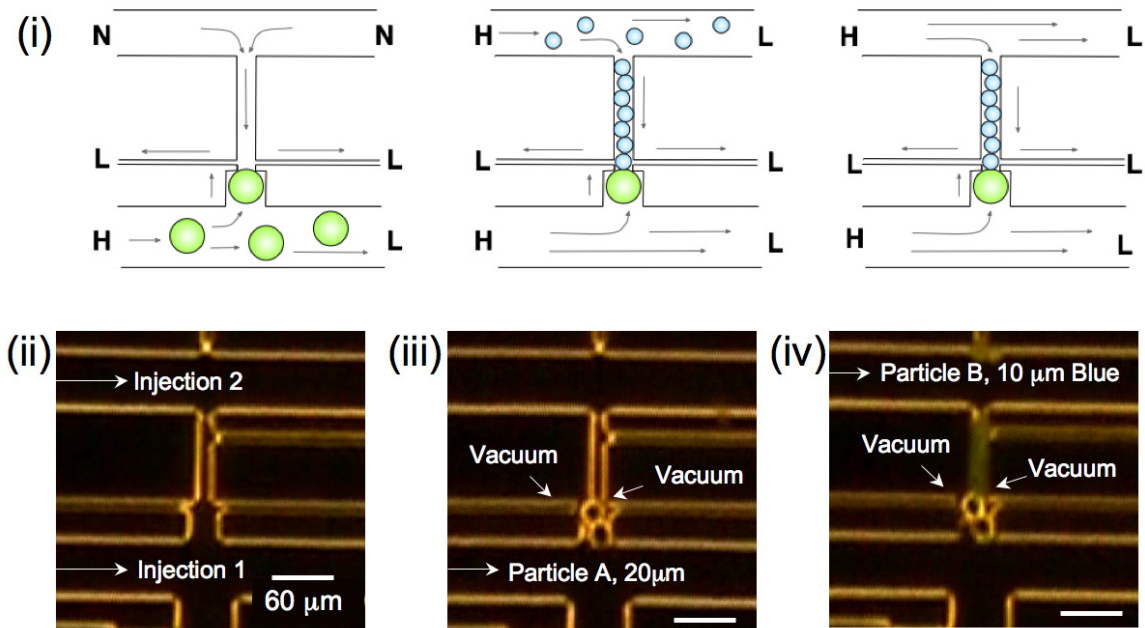 (i)
N N
L L
H L
H L
L L
H L
H L
L L
H L
(ii)
Injection 2
Injection 1
60 μm
(iii)
Vacuum
Vacuum
Particle A, 20μm
(iv)
Particle B, 10 μm Blue
Vacuum
Vacuum